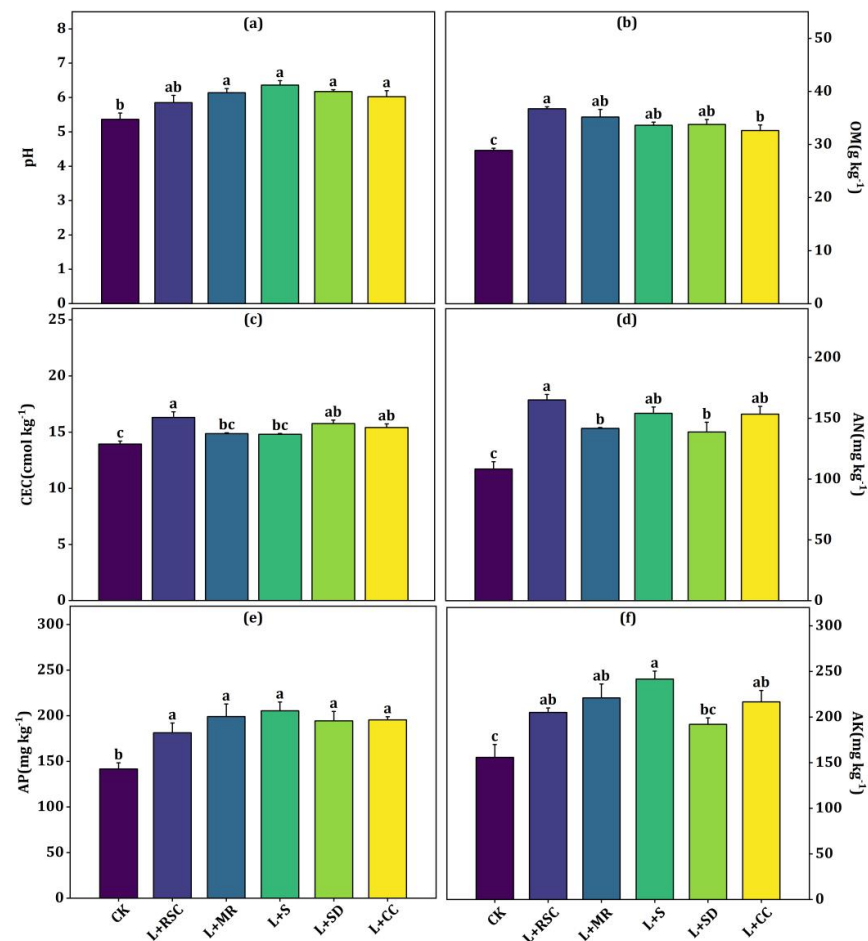 (a)
8
7
6
5
4
3
2
1
0
pH
b
ab
a
a
a
a
(b)
50
40
30
20
10
0
OM(g kg⁻¹)
c
a
ab
ab
ab
b
(c)
25
20
15
10
5
0
CEC(cmol kg⁻¹)
c
a
bc
bc
ab
ab
(d)
200
150
100
50
0
AN(mg kg⁻¹)
c
a
b
ab
b
ab
(e)
300
250
200
150
100
50
0
AP(mg kg⁻¹)
b
a
a
a
a
a
CK
L+RSC
L+MR
L+S
L+SD
L+CC
(f)
300
250
200
150
100
50
0
AK(mg kg⁻¹)
c
ab
ab
a
bc
ab
CK
L+RSC
L+MR
L+S
L+SD
L+CC